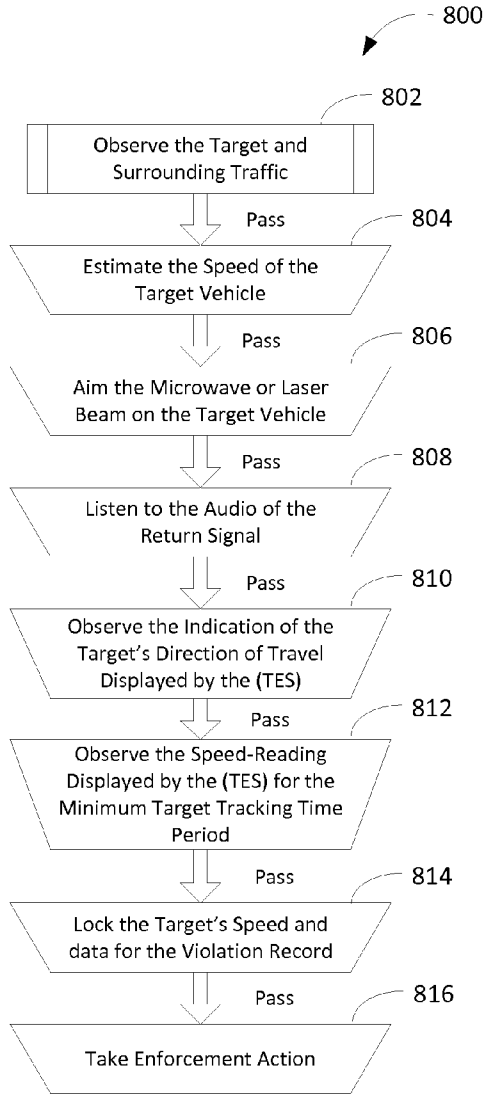 800
802
Observe the Target and
Surrounding Traffic
Pass
804
Estimate the Speed of the
Target Vehicle
Pass
806
Aim the Microwave or Laser
Beam on the Target Vehicle
Pass
808
Listen to the Audio of the
Return Signal
Pass
810
Observe the Indication of the
Target's Direction of Travel
Displayed by the (TES)
Pass
812
Observe the Speed-Reading
Displayed by the (TES) for the
Minimum Target Tracking Time
Period
Pass
814
Lock the Target's Speed and
data for the Violation Record
Pass
816
Take Enforcement Action